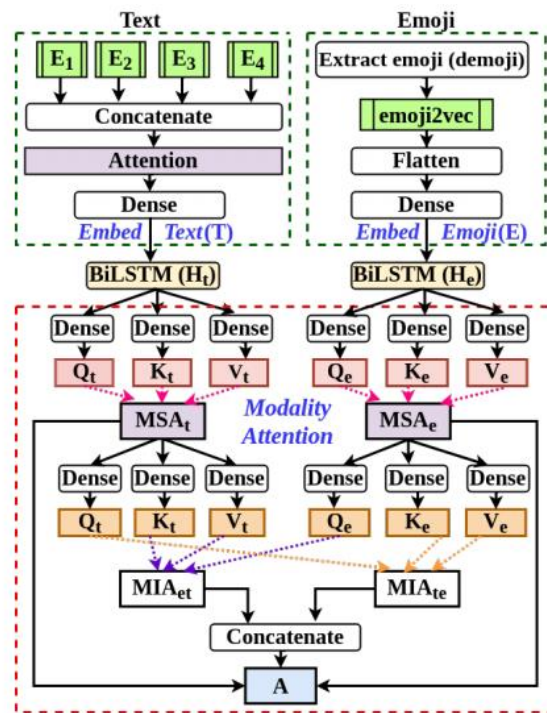 Text Emoji
E1 E2 E3 E4 Extract emoji (demoji)
Concatenate emoji2vec
Attention Flatten
Dense Dense
Embed Text(T) Embed Emoji(E)
BiLSTM (Ht) BiLSTM (He)
Dense Dense Dense Dense Dense Dense
Qt Kt Vt Qe Ke Ve
MSAt Modality Attention MSAe
Dense Dense Dense Dense Dense Dense
Qt Kt Vt Qe Ke Ve
MIAet MIAte
Concatenate
A